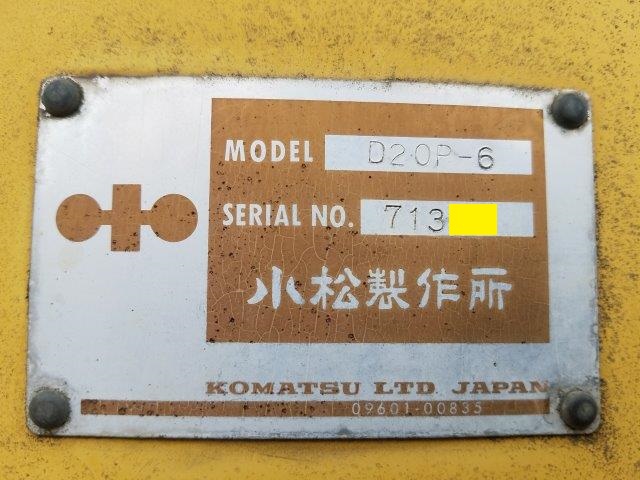 MODEL D20P-6
SERIAL NO. 713
小松製作所
KOMATSU LTD. JAPAN
09601-00835